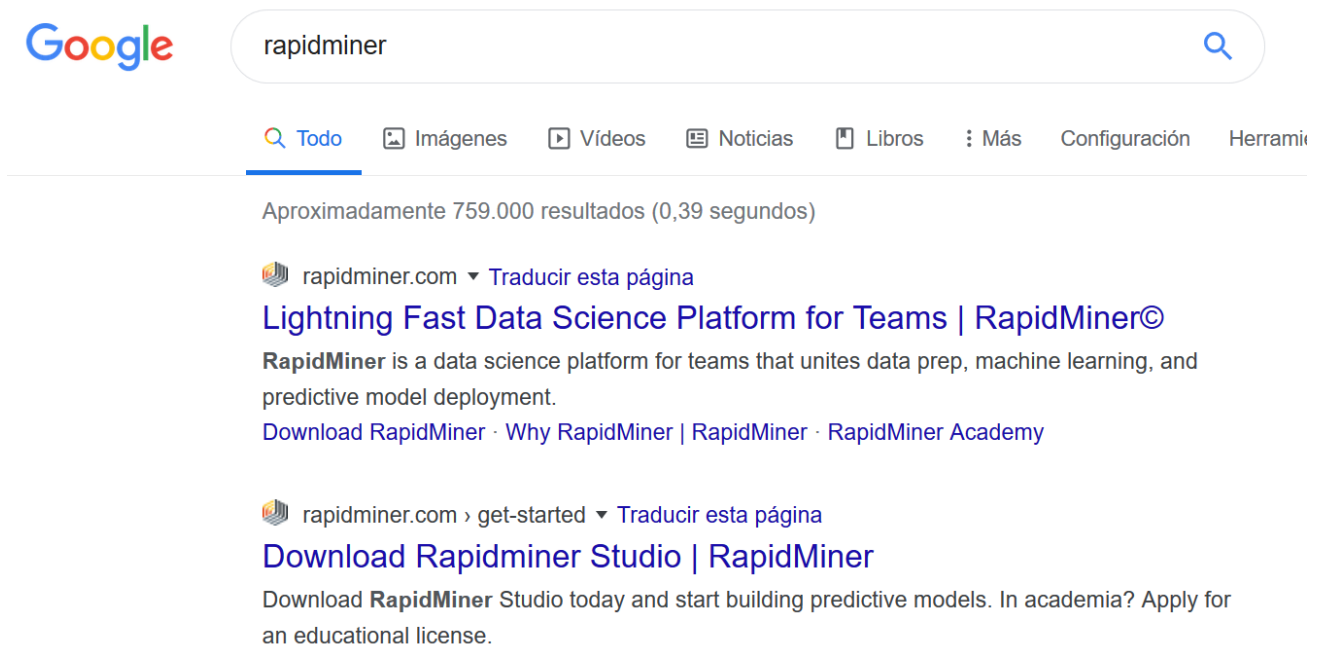 Google rapidminer
Todo Imágenes Vídeos Noticias Libros Más Configuración Herramie
Aproximadamente 759.000 resultados (0,39 segundos)
rapidminer.com Traducir esta página
Lightning Fast Data Science Platform for Teams | RapidMiner©
RapidMiner is a data science platform for teams that unites data prep, machine learning, and
predictive model deployment.
Download RapidMiner · Why RapidMiner | RapidMiner · RapidMiner Academy
rapidminer.com › get-started Traducir esta página
Download Rapidminer Studio | RapidMiner
Download RapidMiner Studio today and start building predictive models. In academia? Apply for
an educational license.